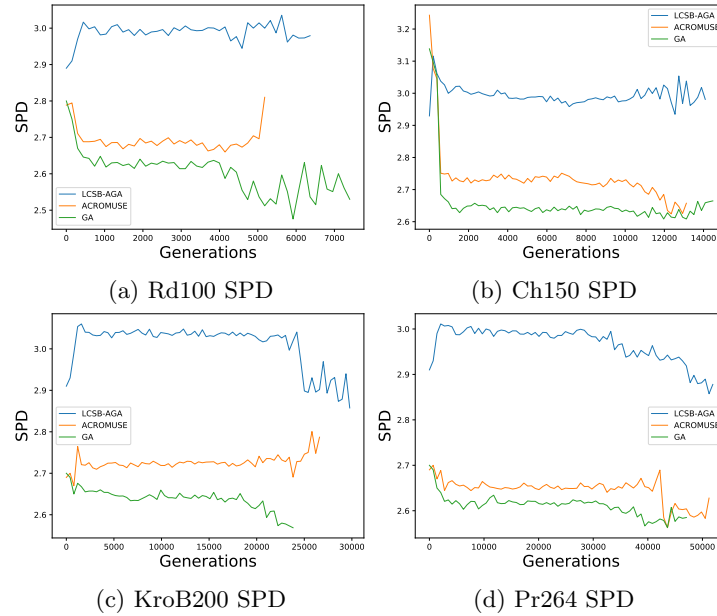 3.0
2.9
2.8
2.7
2.6
2.5
SPD
LCSB-AGA
ACROMUSE
GA
0 1000 2000 3000 4000 5000 6000 7000
Generations
(a) Rd100 SPD
3.2
3.1
3.0
2.9
2.8
2.7
2.6
SPD
LCSB-AGA
ACROMUSE
GA
0 2000 4000 6000 8000 10000 12000 14000
Generations
(b) Ch150 SPD
3.0
2.9
2.8
2.7
2.6
SPD
LCSB-AGA
ACROMUSE
GA
0 5000 10000 15000 20000 25000 30000
Generations
(c) KroB200 SPD
3.0
2.9
2.8
2.7
2.6
SPD
LCSB-AGA
ACROMUSE
GA
0 10000 20000 30000 40000 50000
Generations
(d) Pr264 SPD